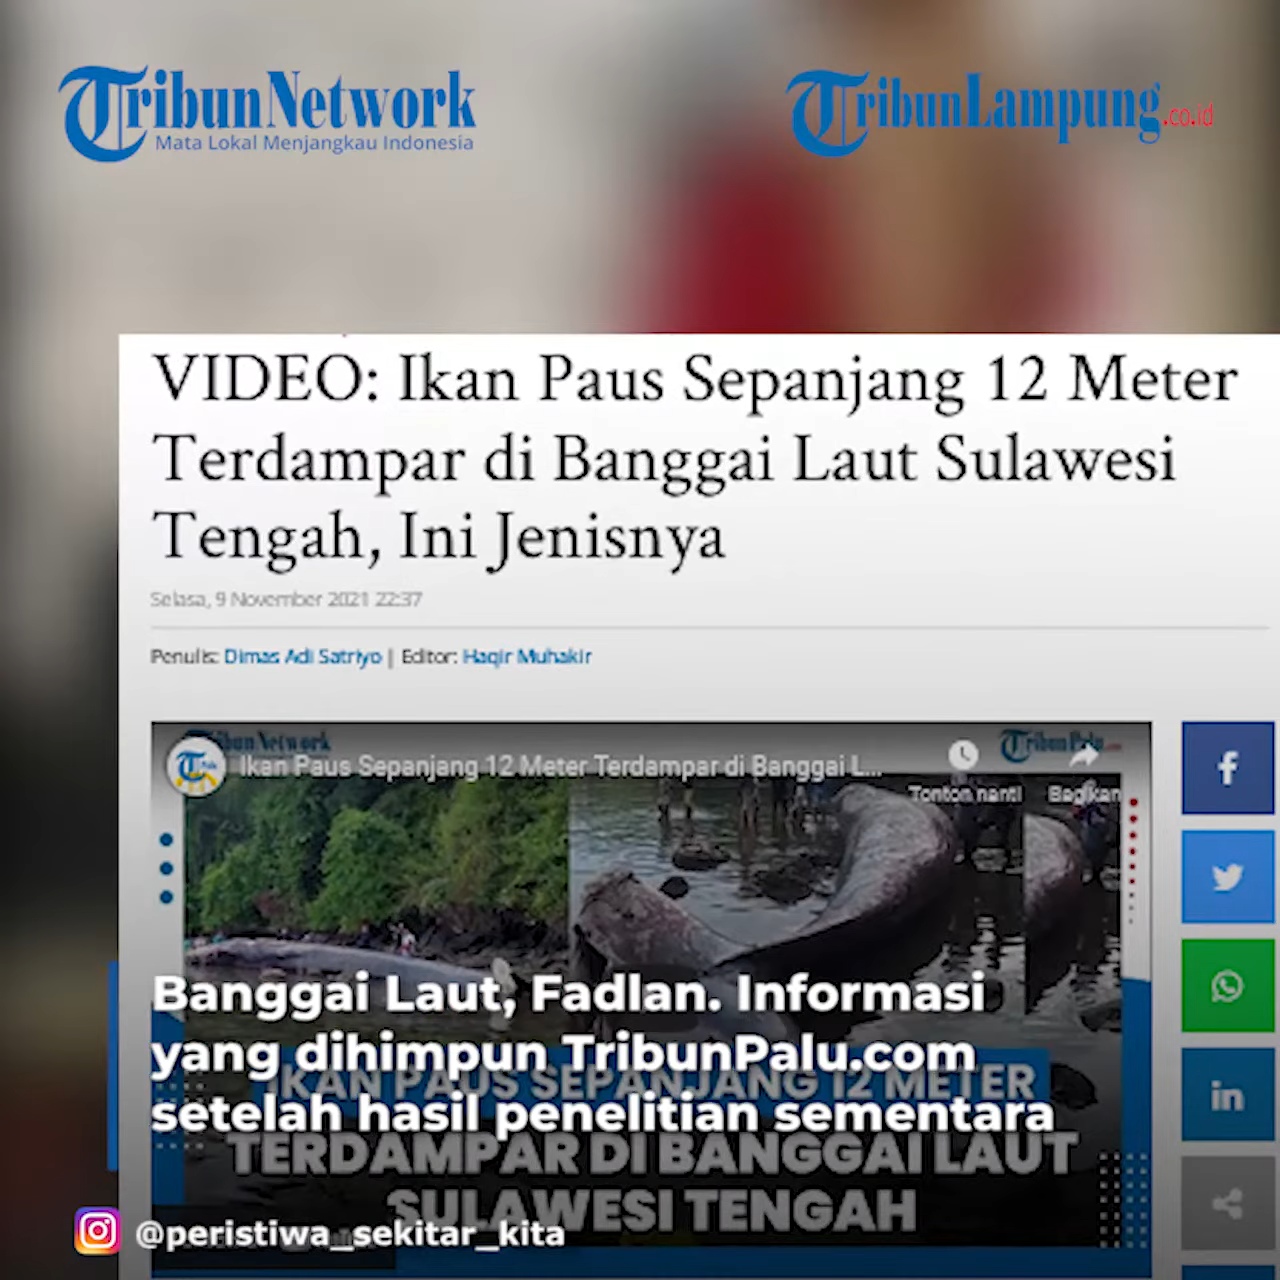 TribunNetwork
Mata Lokal Menjangkau Indonesia
TribunLampung.co.id
VIDEO: Ikan Paus Sepanjang 12 Meter
Terdampar di Banggai Laut Sulawesi
Tengah, Ini Jenisnya
Selasa, 9 November 2021 22:37
Penulis: Dimas Adi Satriyo | Editor: Haqir Muhakir
Tribun Network
TribunPalu
Ikan Paus Sepanjang 12 Meter Terdampar di Banggai L...
Tonton nanti
Bagikan
Banggai Laut, Fadlan. Informasi
yang dihimpun TribunPalu.com
setelah hasil penelitian sementara
IKAN PAUS SEPANJANG 12 METER
TERDAMPAR DI BANGGAI LAUT
SULAWESI TENGAH
@peristiwa_sekitar_kita